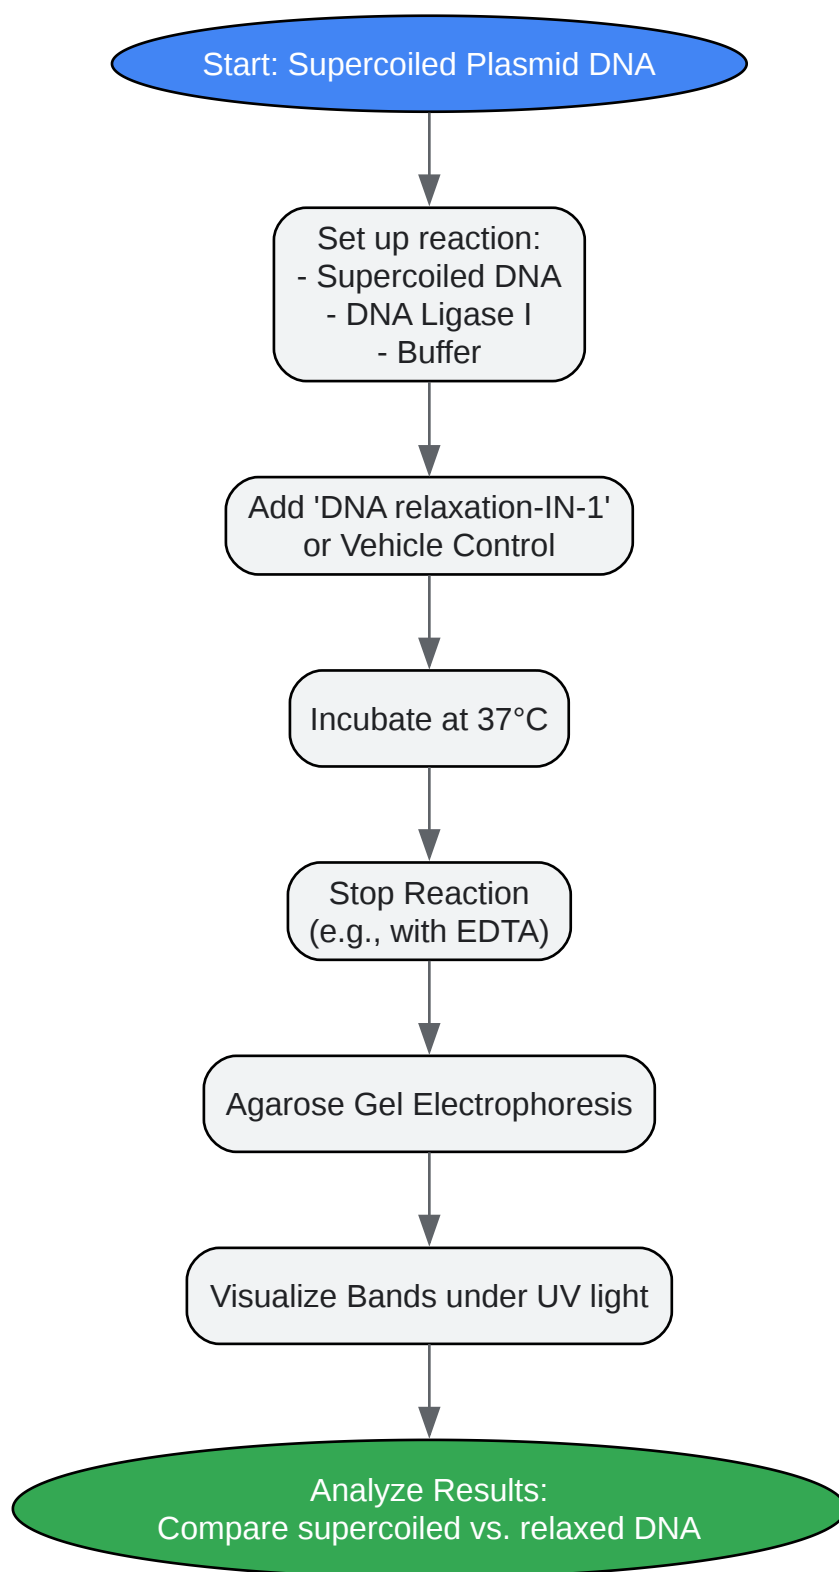 Start: Supercoiled Plasmid DNA
Set up reaction:
- Supercoiled DNA
- DNA Ligase I
- Buffer
Add 'DNA relaxation-IN-1'
or Vehicle Control
Incubate at 37°C
Stop Reaction
(e.g., with EDTA)
Agarose Gel Electrophoresis
Visualize Bands under UV light
Analyze Results:
Compare supercoiled vs. relaxed DNA